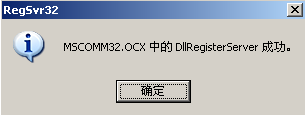 RegSvr32
MSCOMM32.OCX 中的 DllRegisterServer 成功。
确定